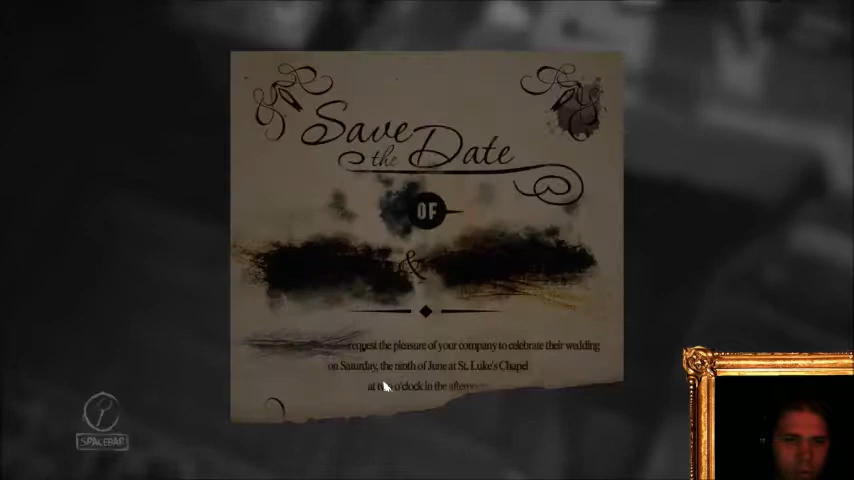 Save
the Date
OF
&
request the pleasure of your company to celebrate their wedding
on Saturday, the ninth of June at St. Luke's Chapel
at two o'clock in the
SPACEBAR